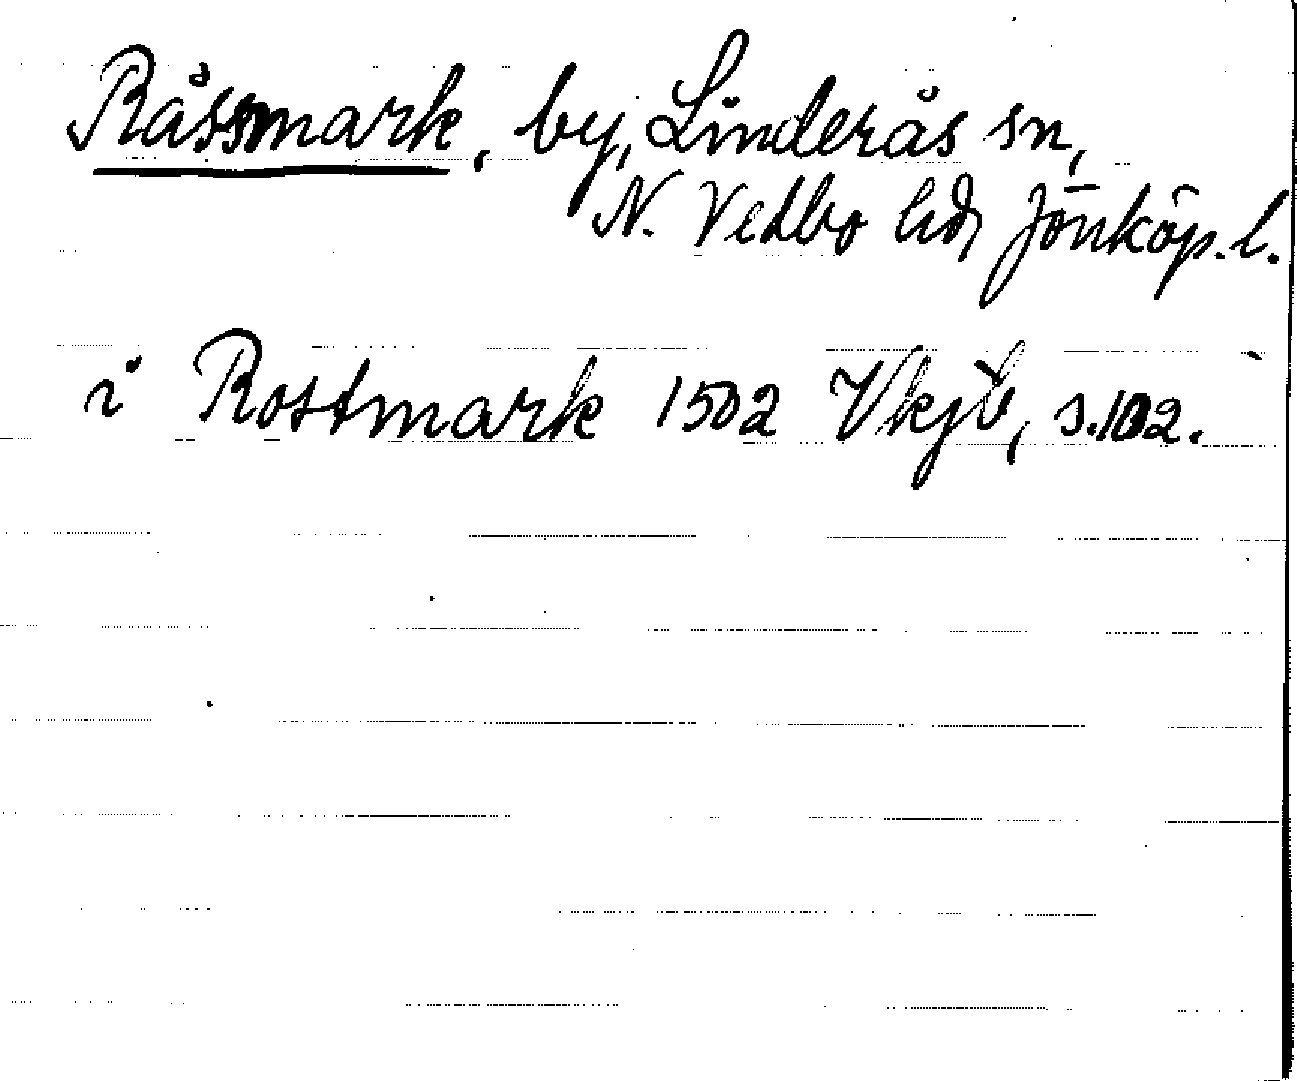 Råssmark, by, Linderås sn,
N. Vedbo hd, Jönköp. l.
i Rostmark 1502 Vkjb, s. 102.